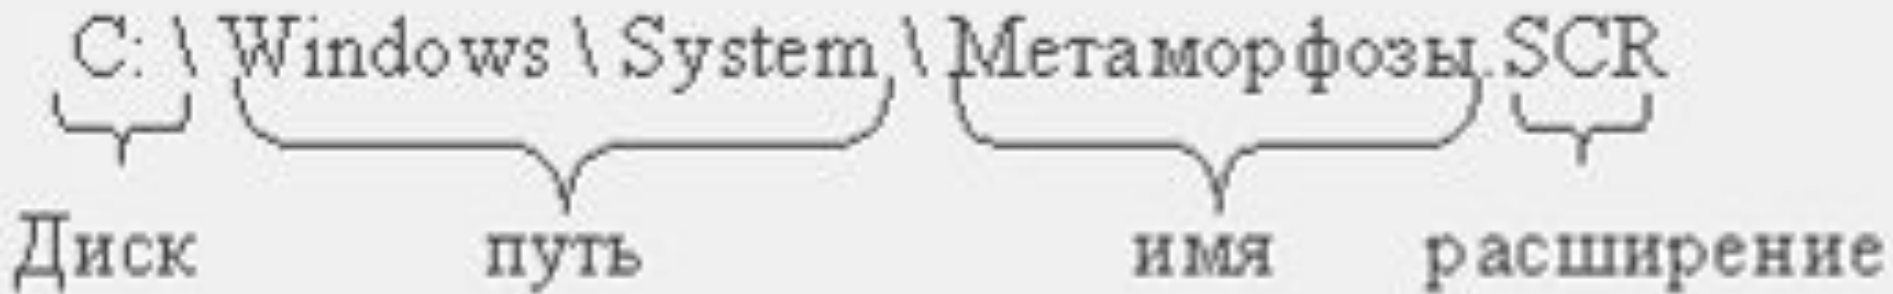 C:\Windows\System\Метаморфозы.SCR
Диск путь имя расширение